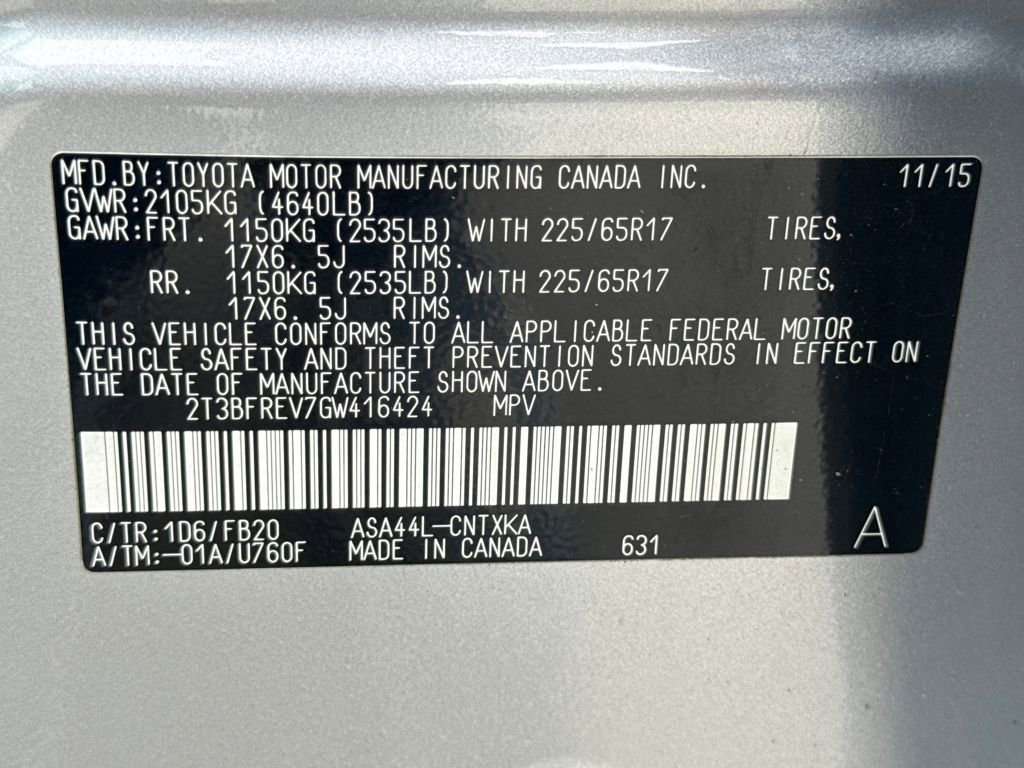 MFD.BY:TOYOTA MOTOR MANUFACTURING CANADA INC. 11/15
GVWR:2105KG (4640LB)
GAWR:FRT. 1150KG (2535LB) WITH 225/65R17 TIRES,
17X6.5J RIMS.
RR. 1150KG (2535LB) WITH 225/65R17 TIRES,
17X6.5J RIMS.
THIS VEHICLE CONFORMS TO ALL APPLICABLE FEDERAL MOTOR
VEHICLE SAFETY AND THEFT PREVENTION STANDARDS IN EFFECT ON
THE DATE OF MANUFACTURE SHOWN ABOVE.
2T3BFREV7GW416424 MPV
C/TR:1D6/FB20 ASA44L-CNTXKA
A/TM:-01A/U760F MADE IN CANADA 631 A